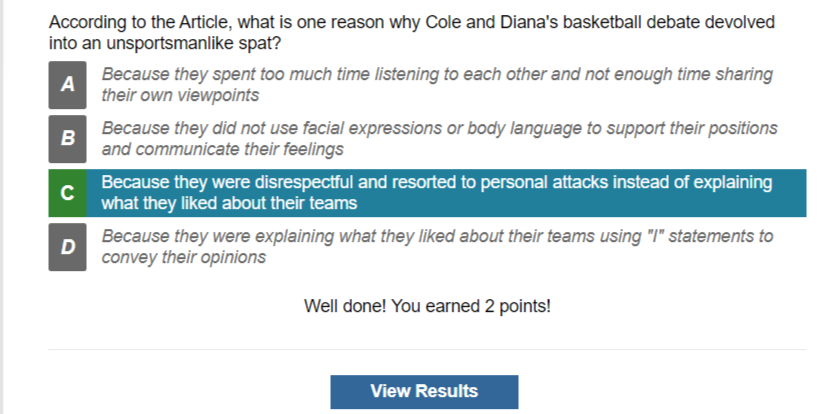 According to the Article, what is one reason why Cole and Diana's basketball debate devolved
into an unsportsmanlike spat?
A
Because they spent too much time listening to each other and not enough time sharing
their own viewpoints
B
Because they did not use facial expressions or body language to support their positions
and communicate their feelings
C
Because they were disrespectful and resorted to personal attacks instead of explaining
what they liked about their teams
D
Because they were explaining what they liked about their teams using "I" statements to
convey their opinions
Well done! You earned 2 points!
View Results